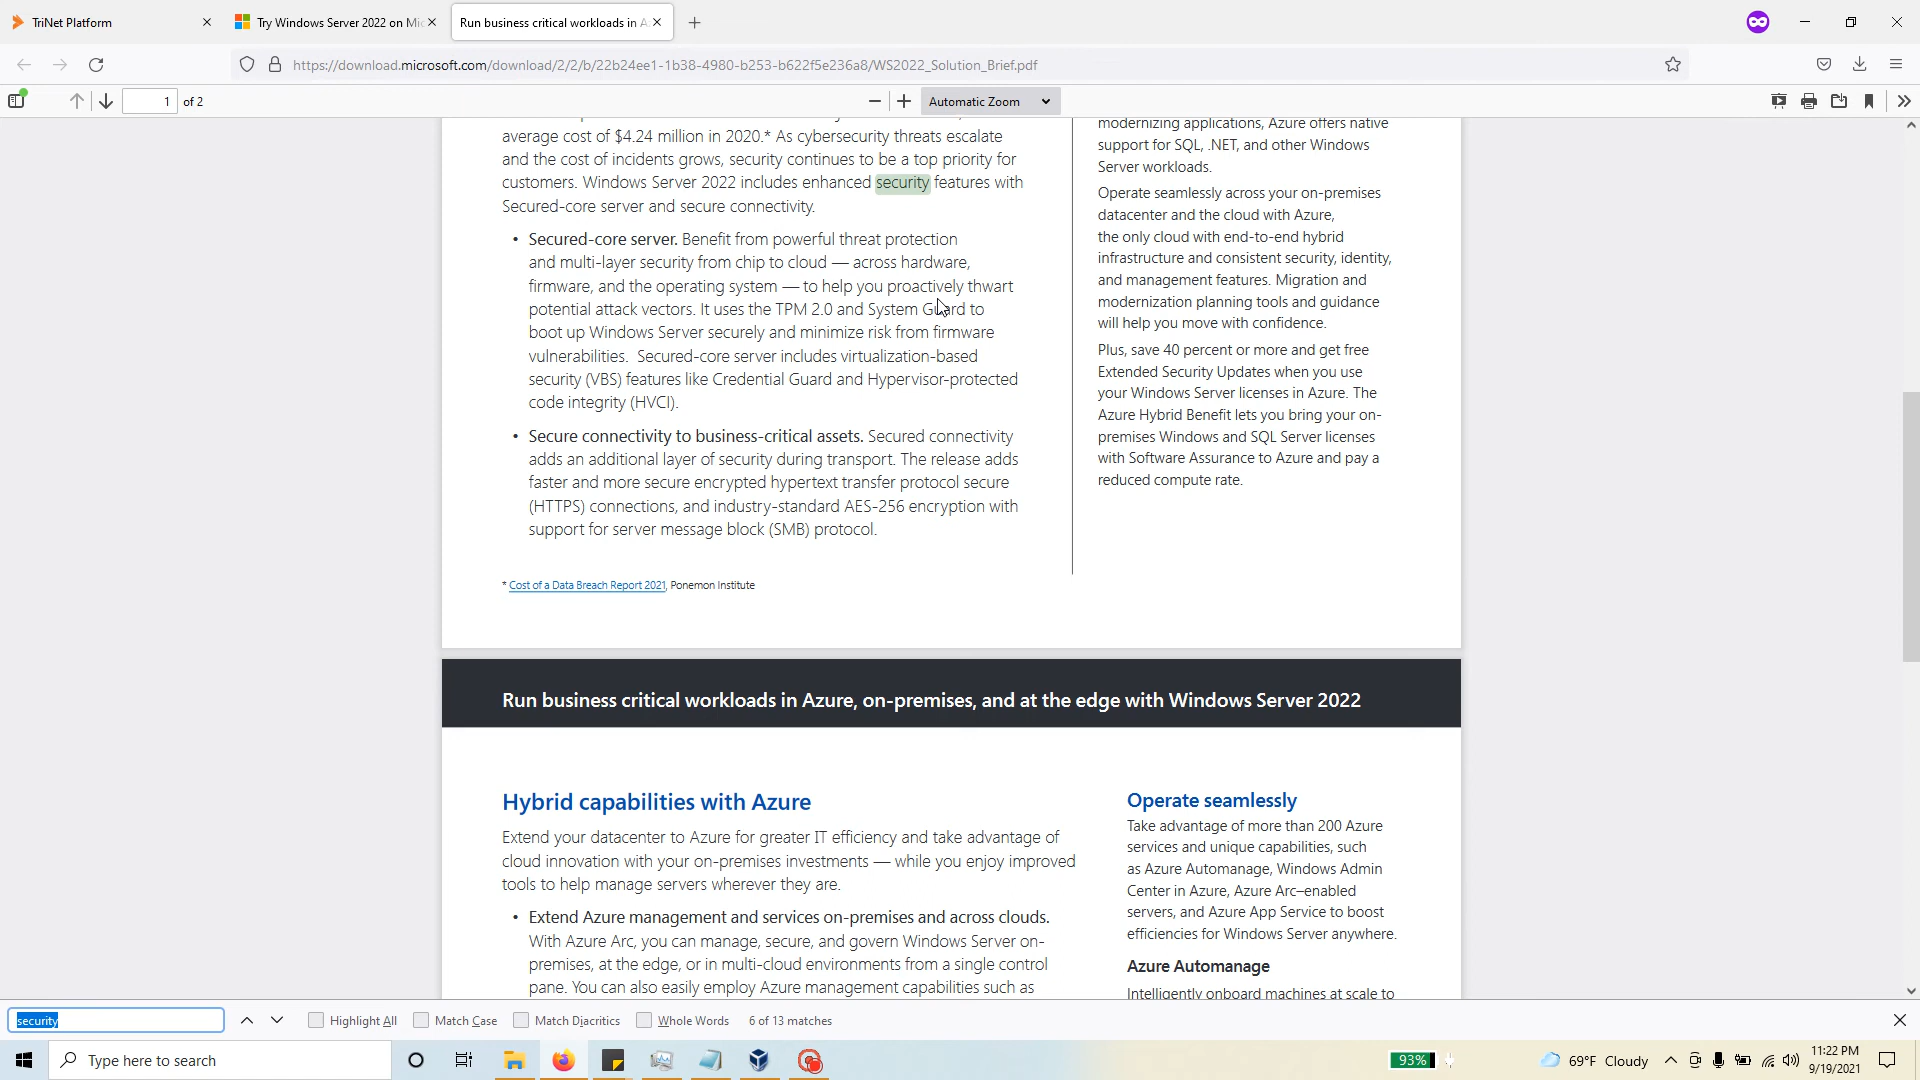 TriNet Platform
Try Windows Server 2022 on Mic
Run business critical workloads in A
https://download.microsoft.com/download/2/2/b/22b24ee1-1b38-4980-b253-b622f5e236a8/WS2022_Solution_Brief.pdf
1 of 2
Automatic Zoom
average cost of $4.24 million in 2020.* As cybersecurity threats escalate
and the cost of incidents grows, security continues to be a top priority for
customers. Windows Server 2022 includes enhanced security features with
Secured-core server and secure connectivity.
• Secured-core server. Benefit from powerful threat protection
and multi-layer security from chip to cloud — across hardware,
firmware, and the operating system — to help you proactively thwart
potential attack vectors. It uses the TPM 2.0 and System Guard to
boot up Windows Server securely and minimize risk from firmware
vulnerabilities. Secured-core server includes virtualization-based
security (VBS) features like Credential Guard and Hypervisor-protected
code integrity (HVCI).
• Secure connectivity to business-critical assets. Secured connectivity
adds an additional layer of security during transport. The release adds
faster and more secure encrypted hypertext transfer protocol secure
(HTTPS) connections, and industry-standard AES-256 encryption with
support for server message block (SMB) protocol.
* Cost of a Data Breach Report 2021, Ponemon Institute
modernizing applications, Azure offers native
support for SQL, .NET, and other Windows
Server workloads.
Operate seamlessly across your on-premises
datacenter and the cloud with Azure,
the only cloud with end-to-end hybrid
infrastructure and consistent security, identity,
and management features. Migration and
modernization planning tools and guidance
will help you move with confidence.
Plus, save 40 percent or more and get free
Extended Security Updates when you use
your Windows Server licenses in Azure. The
Azure Hybrid Benefit lets you bring your on-
premises Windows and SQL Server licenses
with Software Assurance to Azure and pay a
reduced compute rate.
Run business critical workloads in Azure, on-premises, and at the edge with Windows Server 2022
Hybrid capabilities with Azure
Extend your datacenter to Azure for greater IT efficiency and take advantage of
cloud innovation with your on-premises investments — while you enjoy improved
tools to help manage servers wherever they are.
• Extend Azure management and services on-premises and across clouds.
With Azure Arc, you can manage, secure, and govern Windows Server on-
premises, at the edge, or in multi-cloud environments from a single control
pane. You can also easily employ Azure management capabilities such as
Operate seamlessly
Take advantage of more than 200 Azure
services and unique capabilities, such
as Azure Automanage, Windows Admin
Center in Azure, Azure Arc–enabled
servers, and Azure App Service to boost
efficiencies for Windows Server anywhere.
Azure Automanage
Intelligently onboard machines at scale to
security
Highlight All
Match Case
Match Diacritics
Whole Words
6 of 13 matches
Type here to search
93%
69°F Cloudy
11:22 PM
9/19/2021